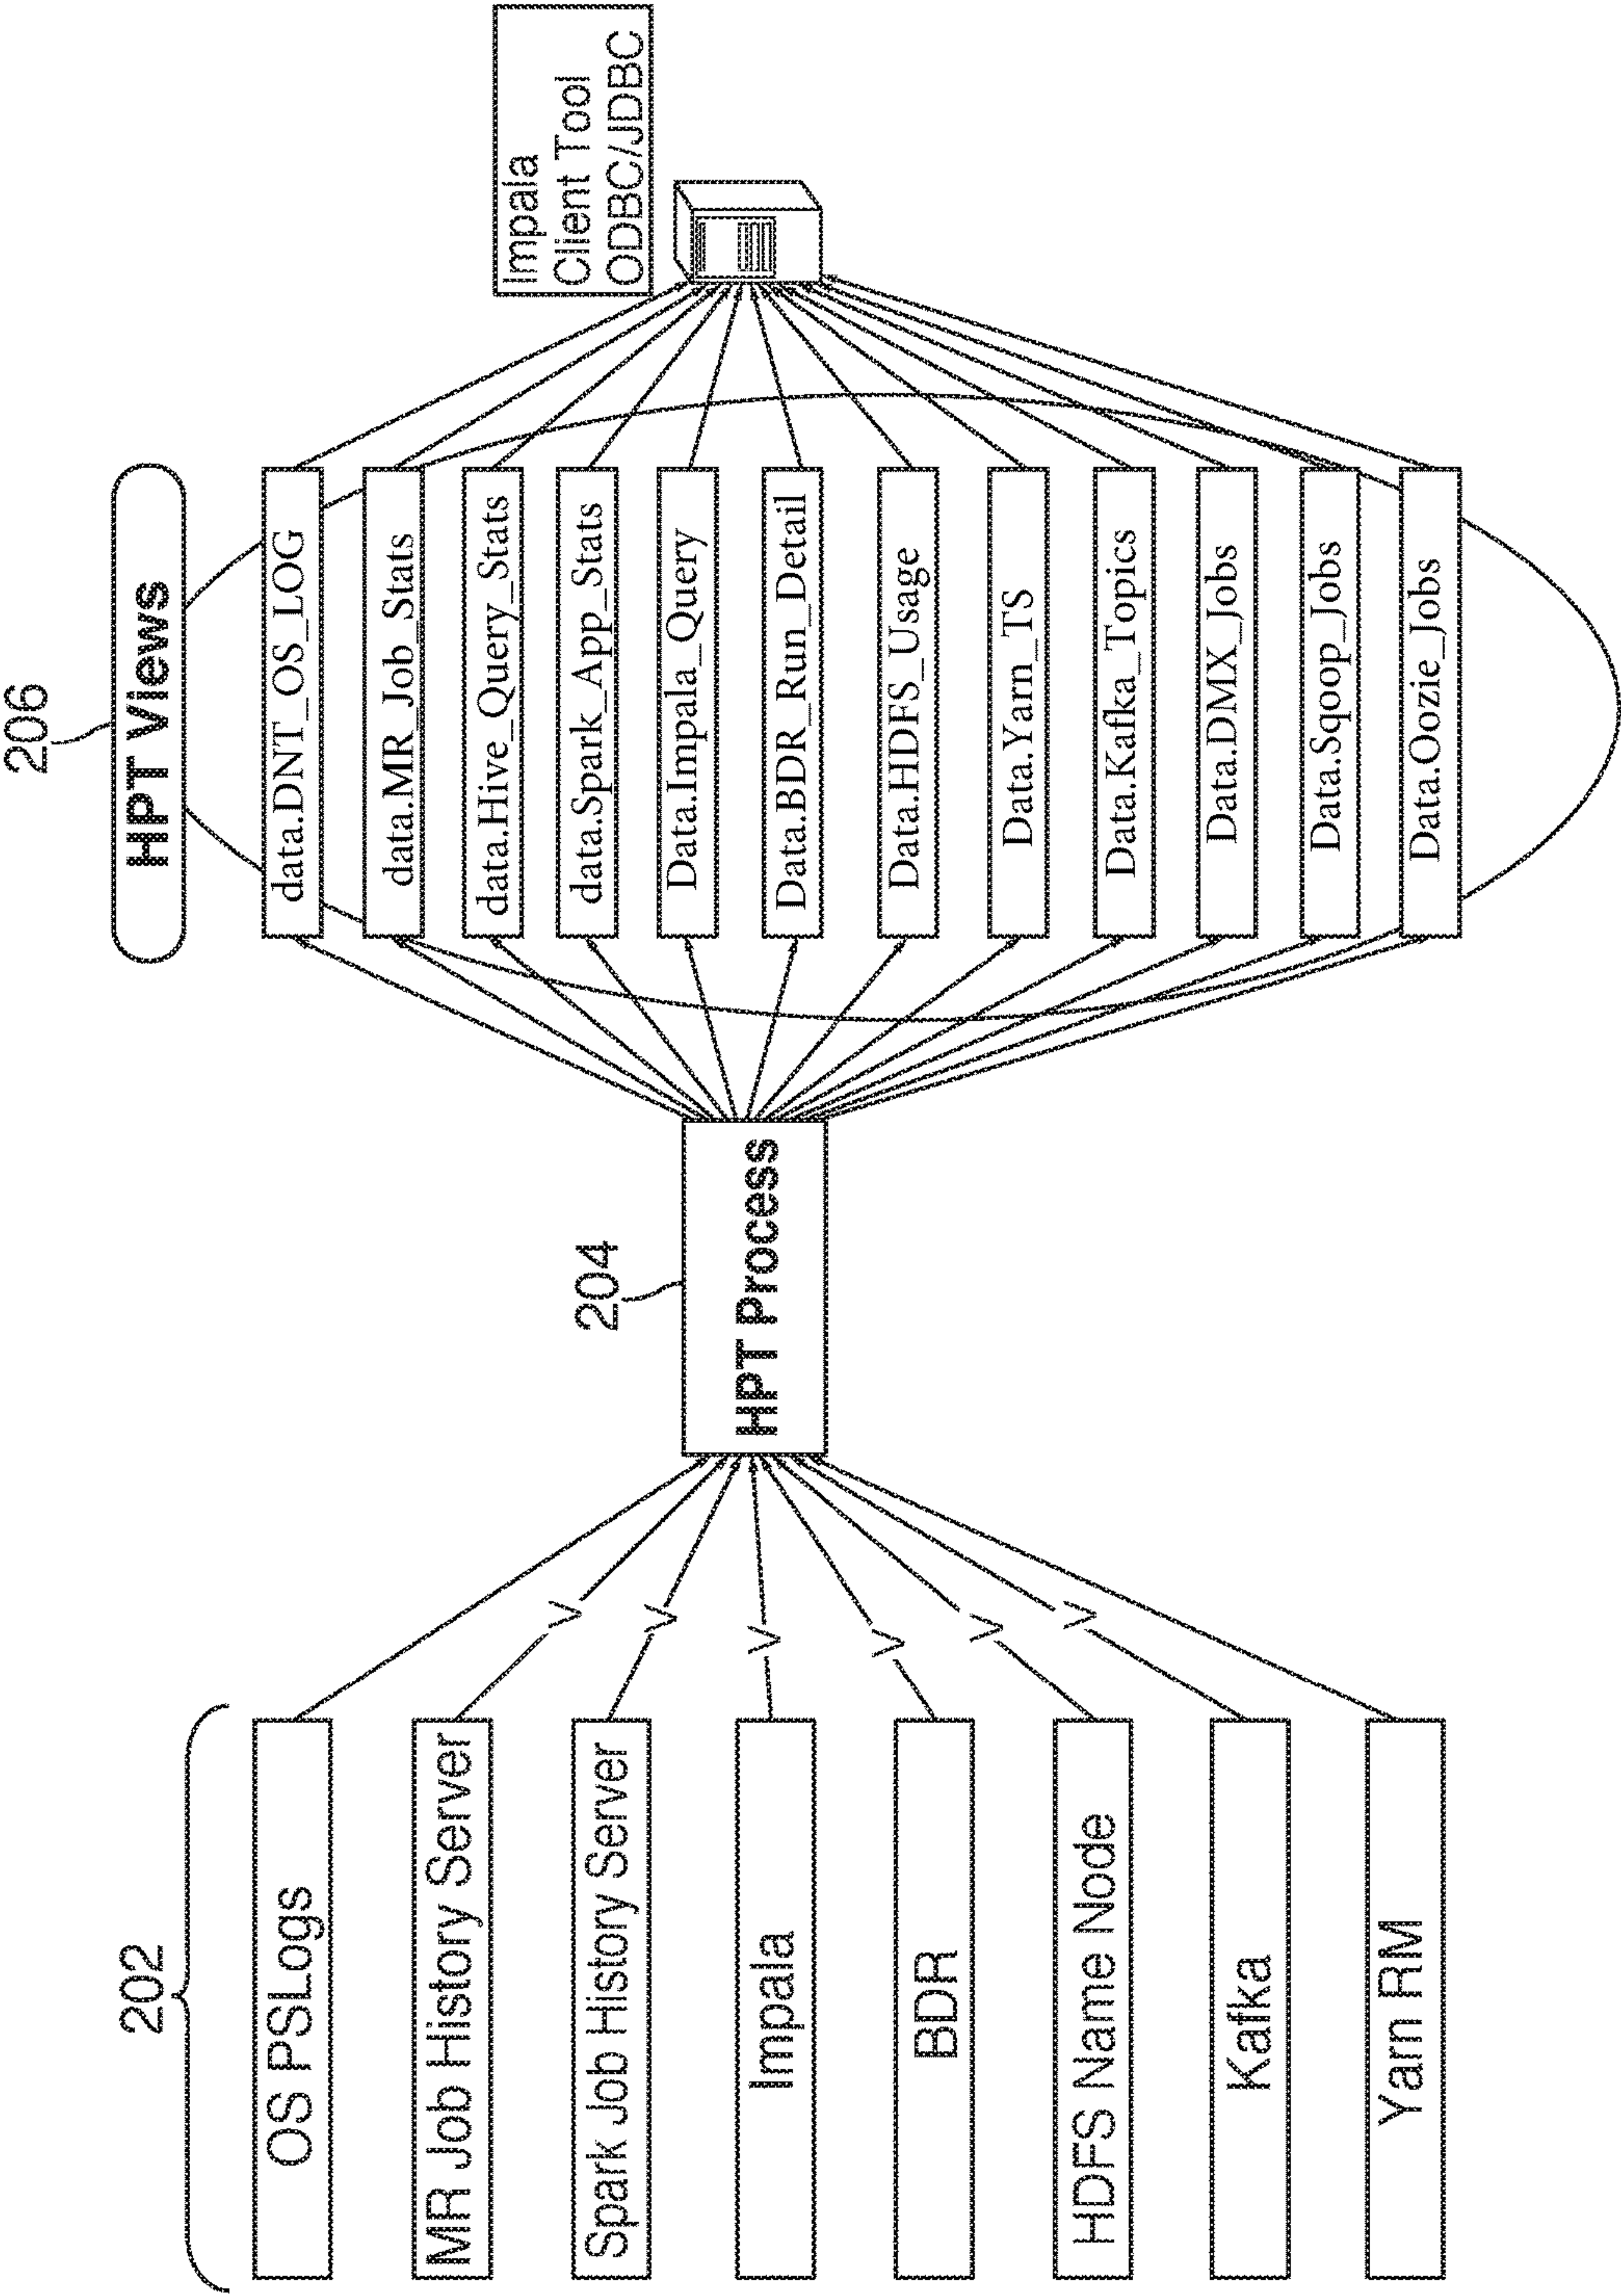 202
OS PSLogs
MR Job History Server
Spark Job History Server
Impala
BDR
HDFS Name Node
Kafka
Yarn RM
V
V
V
V
V
V
204
HPT Process
206
HPT Views
data.DNT_OS_LOG
data.MR_Job_Stats
data.Hive_Query_Stats
data.Spark_App_Stats
Data.Impala_Query
Data.BDR_Run_Detail
Data.HDFS_Usage
Data.Yarn_TS
Data.Kafka_Topics
Data.DMX_Jobs
Data.Sqoop_Jobs
Data.Oozie_Jobs
Impala
Client Tool
ODBC/JDBC